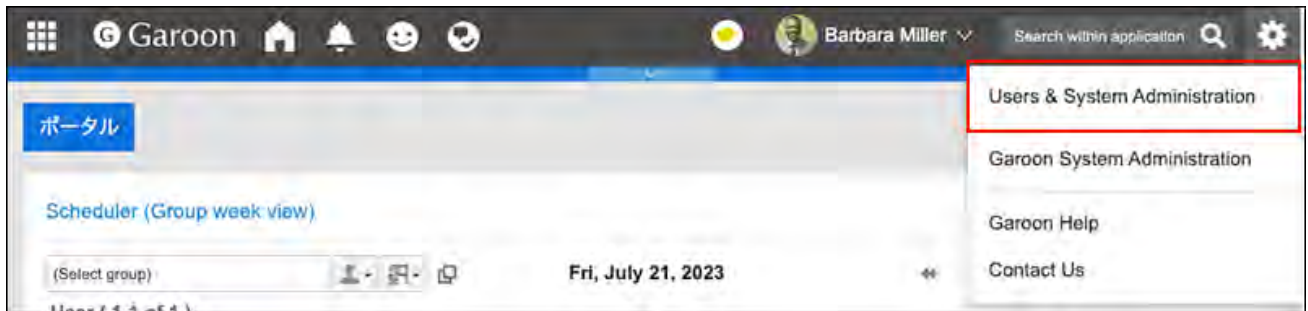 Garoon
Barbara Miller
Search within application
Users & System Administration
ポータル
Garoon System Administration
Scheduler (Group week view)
Garoon Help
(Select group)
Fri, July 21, 2023
Contact Us